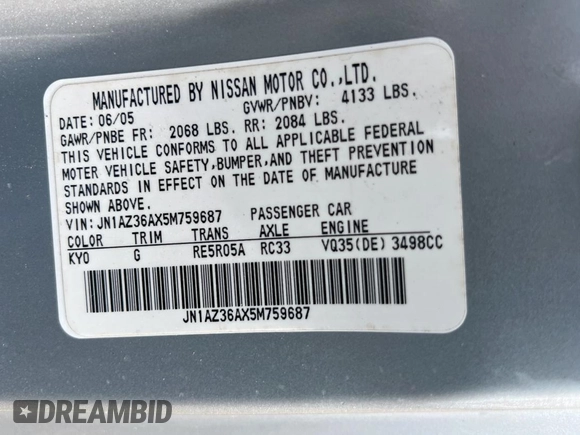 MANUFACTURED BY NISSAN MOTOR CO.,LTD.
DATE: 06/05 GVWR/PNBV: 4133 LBS.
GAWR/PNBE FR: 2068 LBS. RR: 2084 LBS.
THIS VEHICLE CONFORMS TO ALL APPLICABLE FEDERAL
MOTOR VEHICLE SAFETY,BUMPER,AND THEFT PREVENTION
STANDARDS IN EFFECT ON THE DATE OF MANUFACTURE
SHOWN ABOVE.
VIN:JN1AZ36AX5M759687 PASSENGER CAR
COLOR TRIM TRANS AXLE ENGINE
KYO G RE5R05A RC33 VQ35(DE) 3498CC
JN1AZ36AX5M759687
DREAMBID